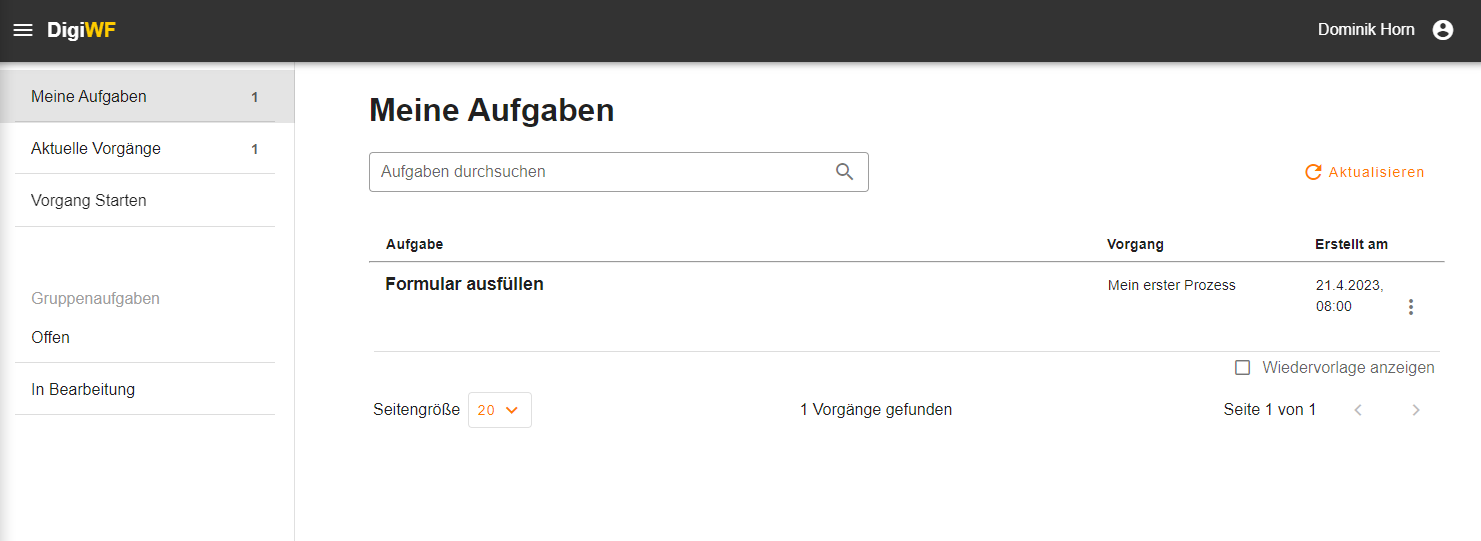 DigiWF
Dominik Horn
Meine Aufgaben 1
Aktuelle Vorgänge 1
Vorgang Starten
Gruppenaufgaben
Offen
In Bearbeitung
Meine Aufgaben
Aufgaben durchsuchen
Aktualisieren
Aufgabe Vorgang Erstellt am
Formular ausfüllen Mein erster Prozess 21.4.2023,
08:00
Wiedervorlage anzeigen
Seitengröße 20 1 Vorgänge gefunden Seite 1 von 1